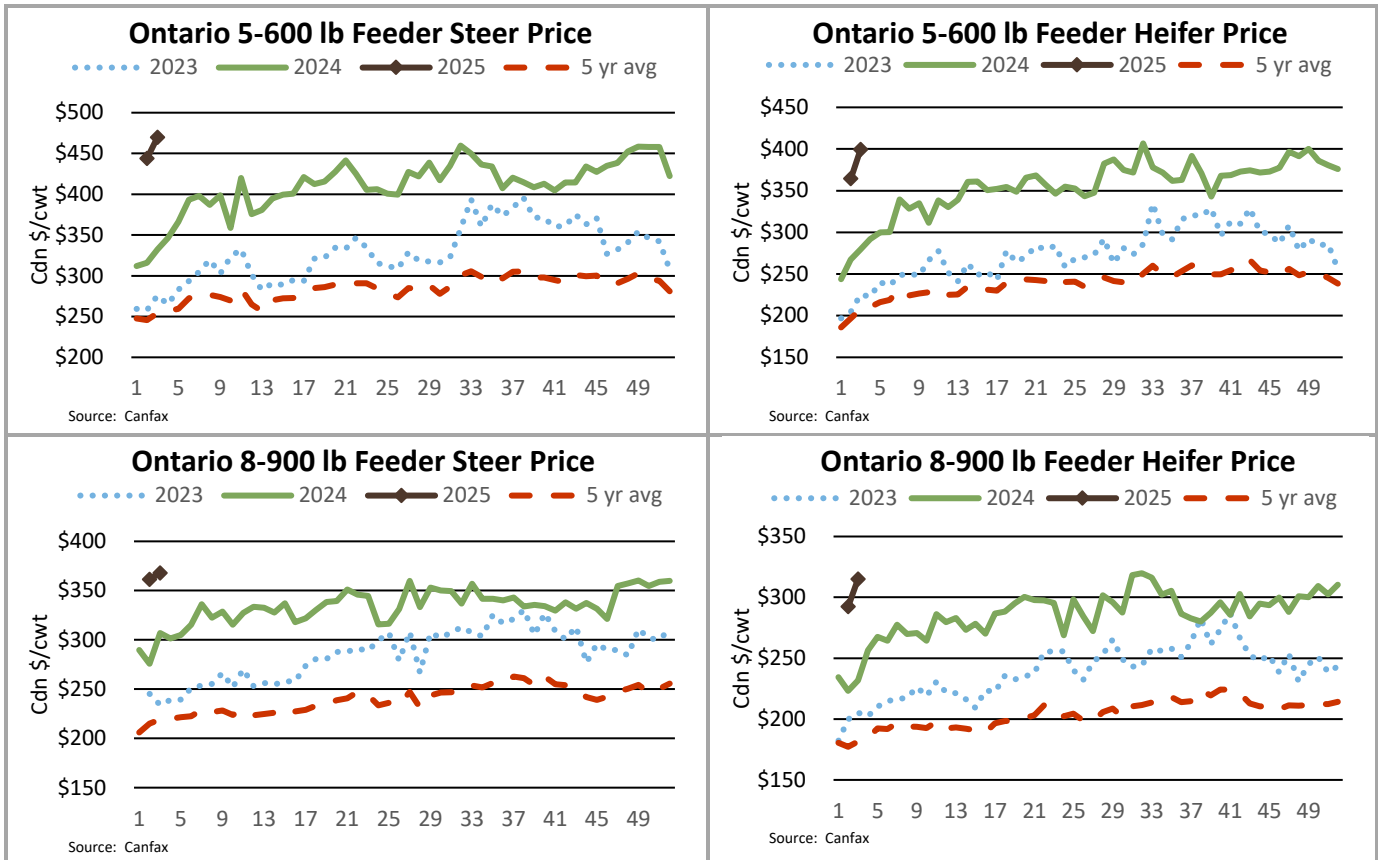 Ontario 5-600 lb Feeder Steer Price
2023 2024 2025 5 yr avg
Cdn $/cwt
$500
$450
$400
$350
$300
$250
$200
1 5 9 13 17 21 25 29 33 37 41 45 49
Source: Canfax
Ontario 5-600 lb Feeder Heifer Price
2023 2024 2025 5 yr avg
Cdn $/cwt
$450
$400
$350
$300
$250
$200
$150
1 5 9 13 17 21 25 29 33 37 41 45 49
Source: Canfax
Ontario 8-900 lb Feeder Steer Price
2023 2024 2025 5 yr avg
Cdn $/cwt
$400
$350
$300
$250
$200
$150
1 5 9 13 17 21 25 29 33 37 41 45 49
Source: Canfax
Ontario 8-900 lb Feeder Heifer Price
2023 2024 2025 5 yr avg
Cdn $/cwt
$350
$300
$250
$200
$150
1 5 9 13 17 21 25 29 33 37 41 45 49
Source: Canfax